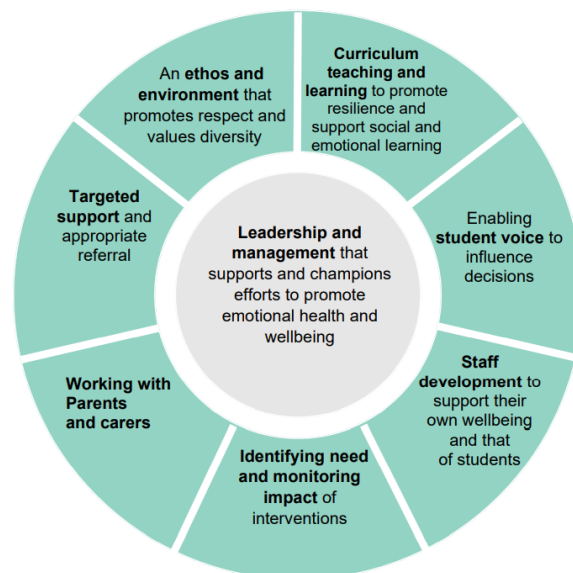 An ethos and
environment that
promotes respect and
values diversity
Curriculum
teaching and
learning to promote
resilience and
support social and
emotional learning
Enabling
student voice to
influence
decisions
Staff
development to
support their
own wellbeing
and that
of students
Identifying need
and monitoring
impact of
interventions
Working with
Parents
and carers
Targeted
support and
appropriate
referral
Leadership and
management that
supports and champions
efforts to promote
emotional health and
wellbeing